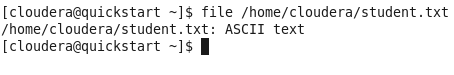 [cloudera@quickstart ~]$ file /home/cloudera/student.txt
/home/cloudera/student.txt: ASCII text
[cloudera@quickstart ~]$